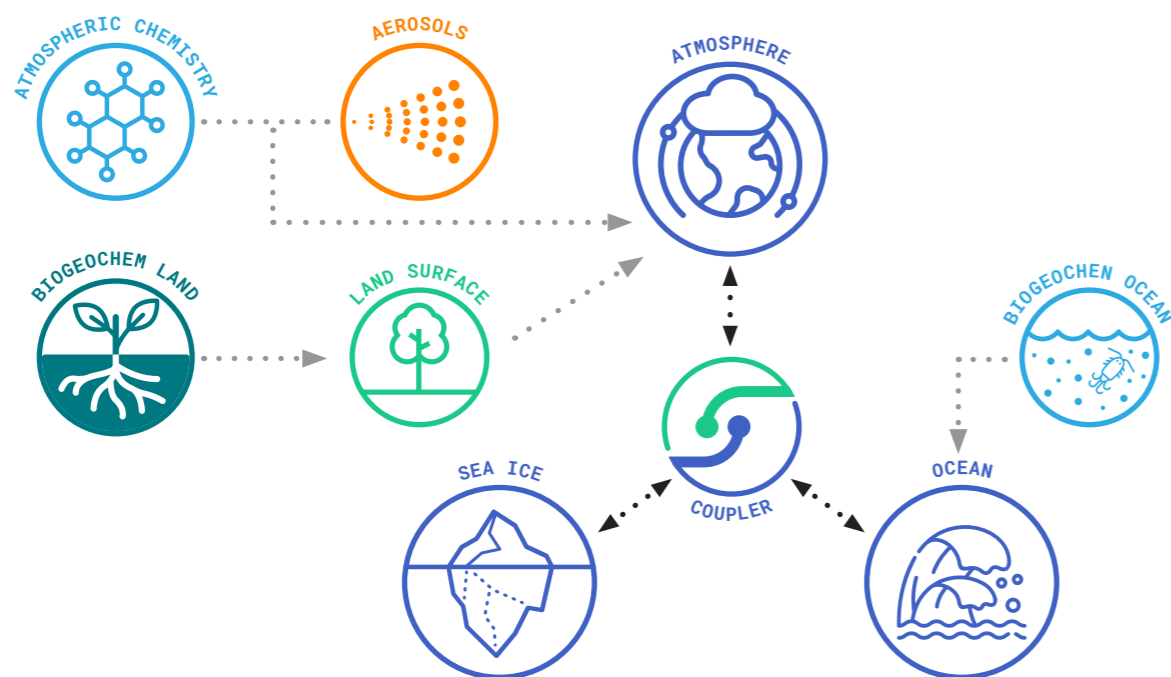 ATMOSPHERIC CHEMISTRY
AEROSOLS
ATMOSPHERE
BIOGEOCHEM LAND
LAND SURFACE
BIOGEOCHEN OCEAN
SEA ICE
COUPLER
OCEAN